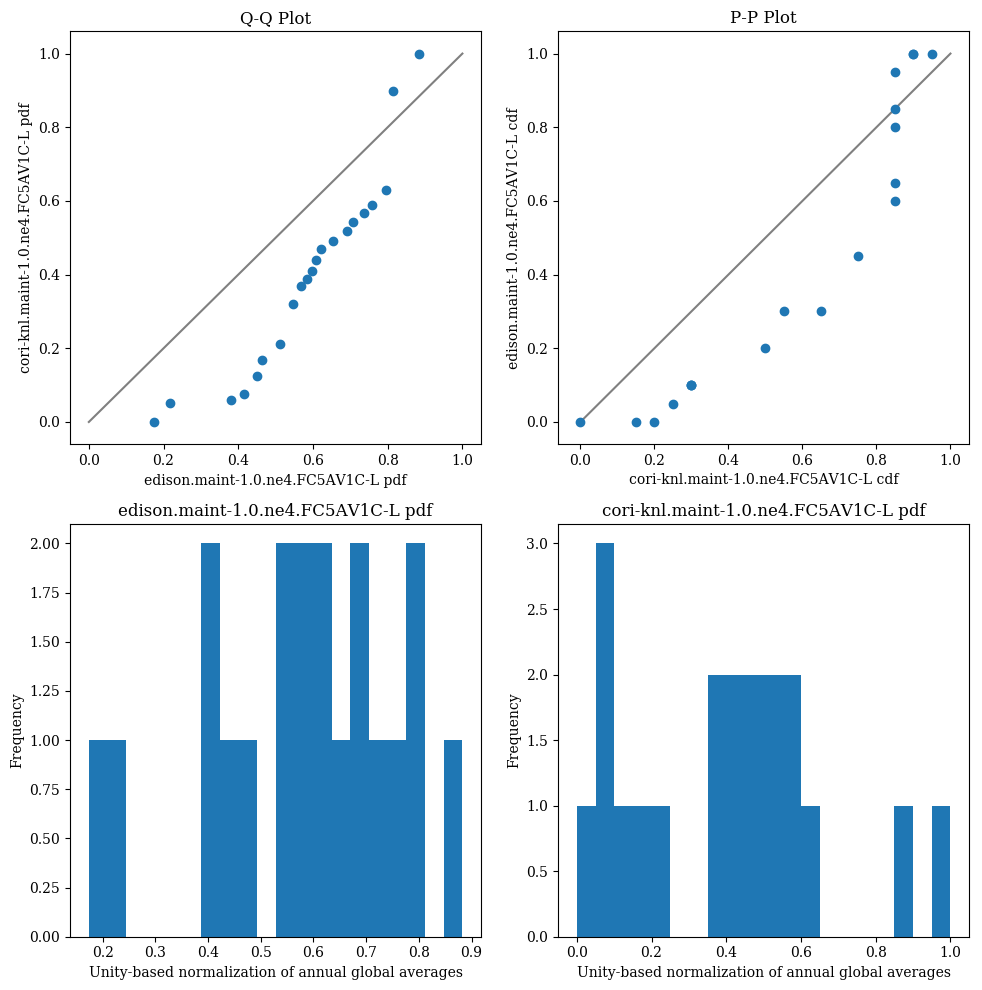 Q-Q Plot
1.0
0.8
0.6
0.4
0.2
0.0
cori-knl.maint-1.0.ne4.FC5AV1C-L pdf
0.0 0.2 0.4 0.6 0.8 1.0
edison.maint-1.0.ne4.FC5AV1C-L pdf
P-P Plot
1.0
0.8
0.6
0.4
0.2
0.0
edison.maint-1.0.ne4.FC5AV1C-L cdf
0.0 0.2 0.4 0.6 0.8 1.0
cori-knl.maint-1.0.ne4.FC5AV1C-L cdf
edison.maint-1.0.ne4.FC5AV1C-L pdf
2.00
1.75
1.50
1.25
1.00
0.75
0.50
0.25
0.00
Frequency
0.2 0.3 0.4 0.5 0.6 0.7 0.8 0.9
Unity-based normalization of annual global averages
cori-knl.maint-1.0.ne4.FC5AV1C-L pdf
3.0
2.5
2.0
1.5
1.0
0.5
0.0
Frequency
0.0 0.2 0.4 0.6 0.8 1.0
Unity-based normalization of annual global averages